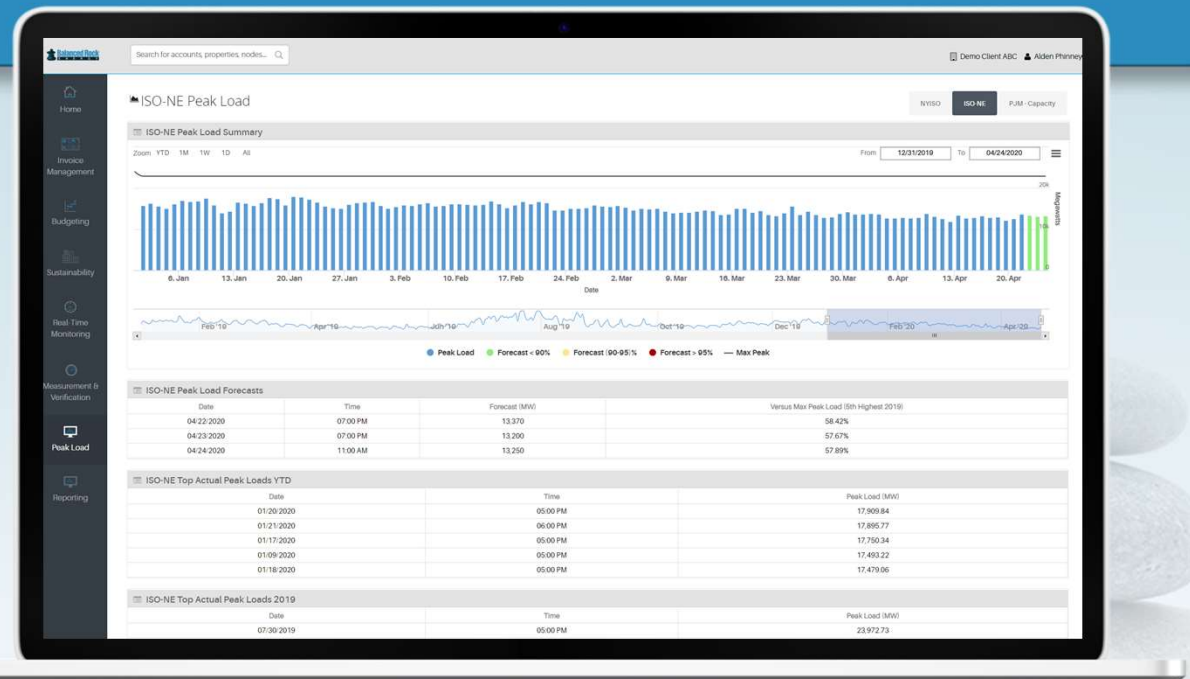 Balanced Rock
ENERGY
Search for accounts, properties, nodes...
Demo Client ABC Alden Phinney
Home
Invoice
Management
Budgeting
Sustainability
Real Time
Monitoring
Measurement &
Verification
Peak Load
Reporting
ISO-NE Peak Load
NYISO ISO-NE PJM - Capacity
ISO-NE Peak Load Summary
Zoom YTD 1M 1W 1D All From 12/31/2019 To 04/24/2020
20k
Megawatts
10k
0
6. Jan 13. Jan 20. Jan 27. Jan 3. Feb 10. Feb 17. Feb 24. Feb 2. Mar 9. Mar 16. Mar 23. Mar 30. Mar 6. Apr 13. Apr 20. Apr
Date
Feb '19 Apr '19 Jun '19 Aug '19 Oct '19 Dec '19 Feb '20 Apr '20
Peak Load Forecast < 90% Forecast (90-95)% Forecast > 95% Max Peak
ISO-NE Peak Load Forecasts
Date Time Forecast (MW) Versus Max Peak Load (5th Highest 2019)
04/22/2020 07:00 PM 13,370 58.42%
04/23/2020 07:00 PM 13,200 57.67%
04/24/2020 11:00 AM 13,250 57.89%
ISO-NE Top Actual Peak Loads YTD
Date Time Peak Load (MW)
01/20/2020 05:00 PM 17,909.84
01/21/2020 06:00 PM 17,895.77
01/17/2020 05:00 PM 17,750.34
01/09/2020 05:00 PM 17,493.22
01/18/2020 05:00 PM 17,479.06
ISO-NE Top Actual Peak Loads 2019
Date Time Peak Load (MW)
07/30/2019 05:00 PM 23,972.73